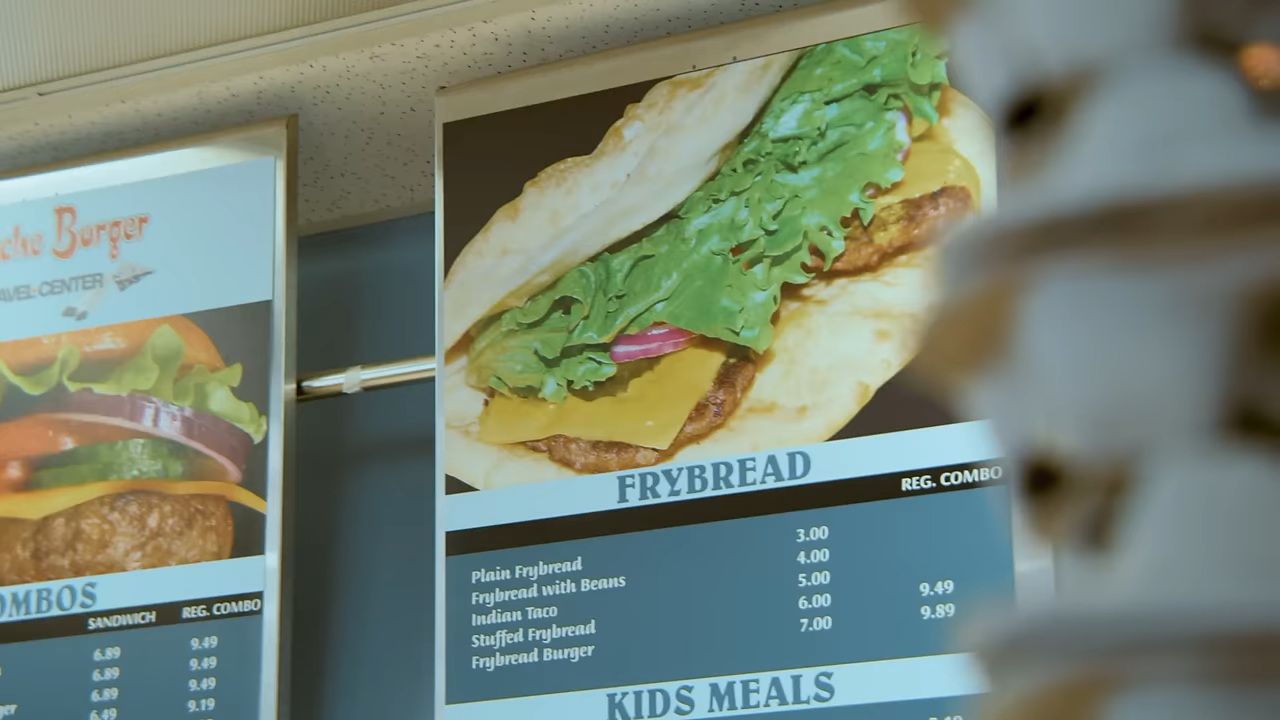 Burger
CENTER
SANDWICH REG. COMBO
6.89 9.49
6.89 9.49
6.89 9.49
6.49 9.19
FRYBREAD
REG. COMBO
Plain Frybread 3.00
Frybread with Beans 4.00
Indian Taco 5.00
Stuffed Frybread 6.00 9.49
Frybread Burger 7.00 9.89
KIDS MEALS